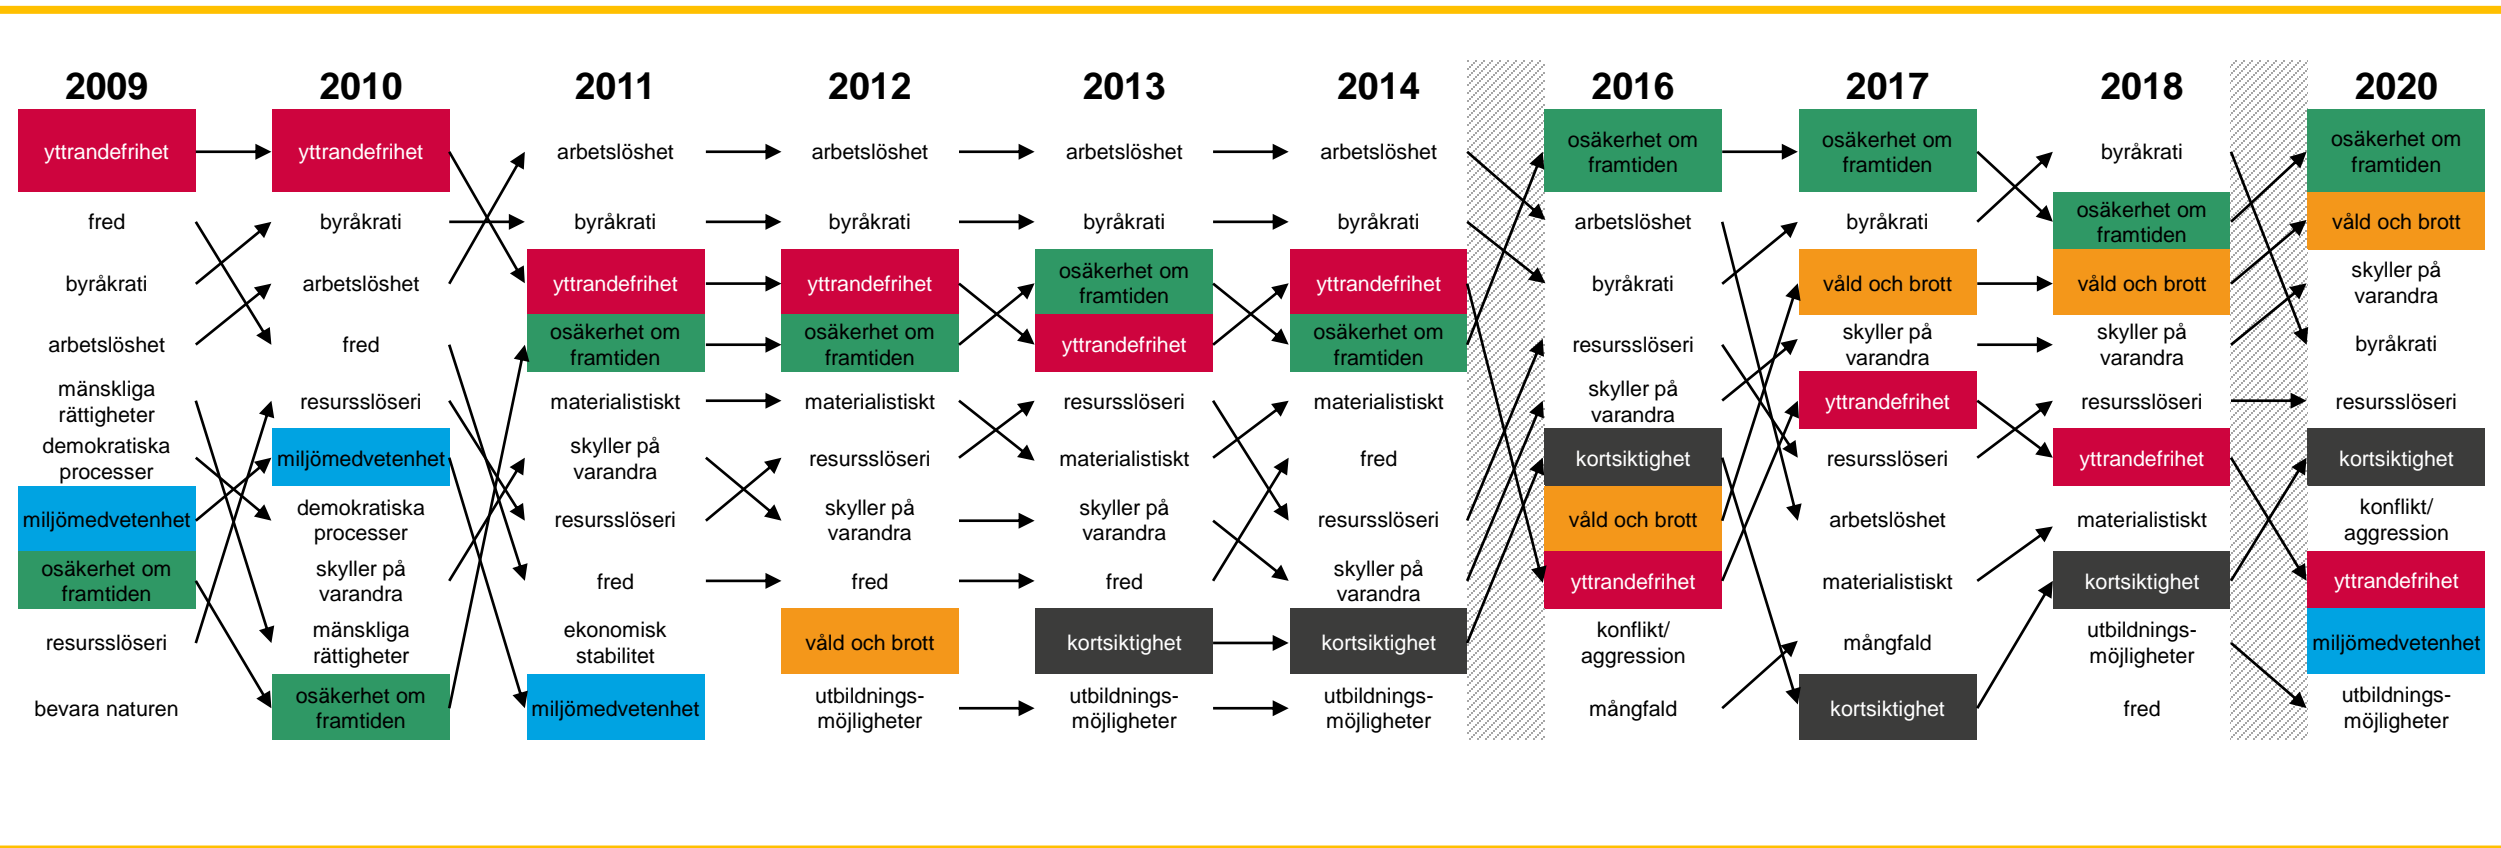 2009
2010
2011
2012
2013
2014
2016
2017
2018
2020
yttrandefrihet
fred
byråkrati
arbetslöshet
mänskliga
rättigheter
demokratiska
processer
miljömedvetenhet
osäkerhet om
framtiden
resursslöseri
bevara naturen
yttrandefrihet
byråkrati
arbetslöshet
fred
resursslöseri
miljömedvetenhet
demokratiska
processer
skyller på
varandra
mänskliga
rättigheter
osäkerhet om
framtiden
arbetslöshet
byråkrati
yttrandefrihet
osäkerhet om
framtiden
materialistiskt
skyller på
varandra
resursslöseri
fred
ekonomisk
stabilitet
miljömedvetenhet
arbetslöshet
byråkrati
yttrandefrihet
osäkerhet om
framtiden
materialistiskt
resursslöseri
skyller på
varandra
fred
våld och brott
utbildnings-
möjligheter
arbetslöshet
byråkrati
osäkerhet om
framtiden
yttrandefrihet
resursslöseri
materialistiskt
skyller på
varandra
fred
kortsiktighet
utbildnings-
möjligheter
arbetslöshet
byråkrati
yttrandefrihet
osäkerhet om
framtiden
materialistiskt
fred
resursslöseri
skyller på
varandra
kortsiktighet
utbildnings-
möjligheter
osäkerhet om
framtiden
arbetslöshet
byråkrati
resursslöseri
skyller på
varandra
kortsiktighet
våld och brott
yttrandefrihet
konflikt/
aggression
mångfald
osäkerhet om
framtiden
byråkrati
våld och brott
skyller på
varandra
yttrandefrihet
resursslöseri
arbetslöshet
materialistiskt
mångfald
kortsiktighet
byråkrati
osäkerhet om
framtiden
våld och brott
skyller på
varandra
resursslöseri
yttrandefrihet
materialistiskt
kortsiktighet
utbildnings-
möjligheter
fred
osäkerhet om
framtiden
våld och brott
skyller på
varandra
byråkrati
resursslöseri
kortsiktighet
konflikt/
aggression
yttrandefrihet
miljömedvetenhet
utbildnings-
möjligheter